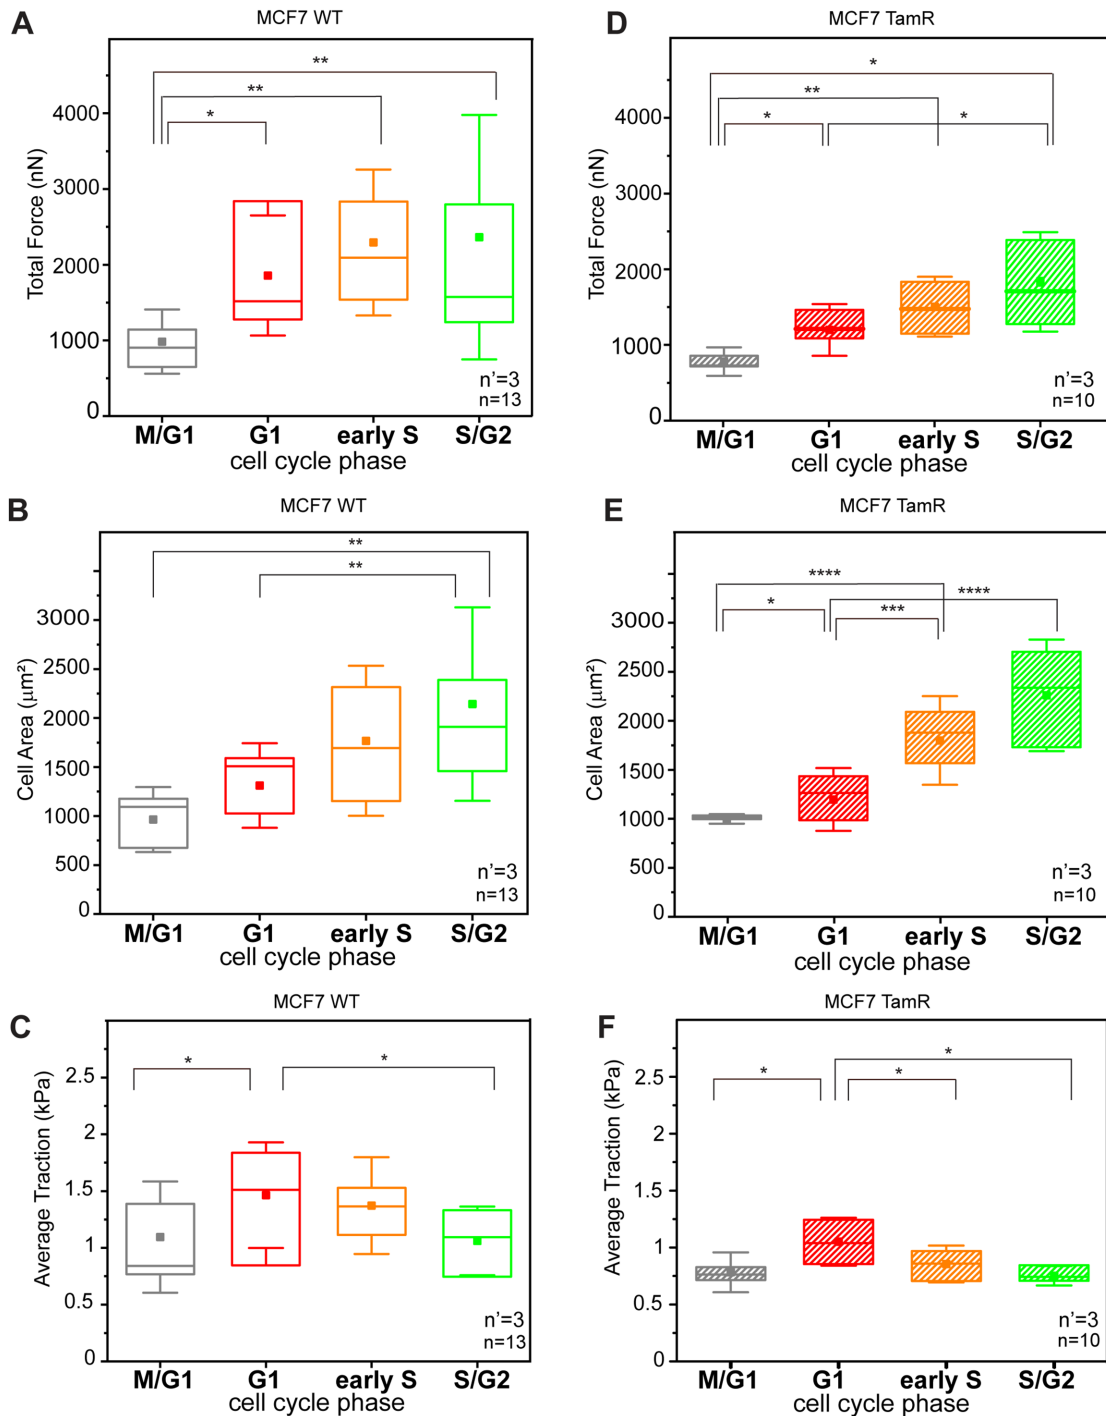 A
MCF7 WT
**
**
*
Total Force (nN)
4000
3000
2000
1000
0
n’=3
n=13
M/G1 G1 early S S/G2
cell cycle phase
D
MCF7 TamR
*
**
* *
Total Force (nN)
4000
3000
2000
1000
0
n’=3
n=10
M/G1 G1 early S S/G2
cell cycle phase
B
MCF7 WT
**
**
Cell Area (μm²)
3000
2500
2000
1500
1000
500
0
n’=3
n=13
M/G1 G1 early S S/G2
cell cycle phase
E
MCF7 TamR
****
* ****
***
Cell Area (μm²)
3000
2500
2000
1500
1000
500
0
n’=3
n=10
M/G1 G1 early S S/G2
cell cycle phase
C
MCF7 WT
* *
Average Traction (kPa)
2.5
2
1.5
1
0.5
0
n’=3
n=13
M/G1 G1 early S S/G2
cell cycle phase
F
MCF7 TamR
*
* *
Average Traction (kPa)
2.5
2
1.5
1
0.5
0
n’=3
n=10
M/G1 G1 early S S/G2
cell cycle phase